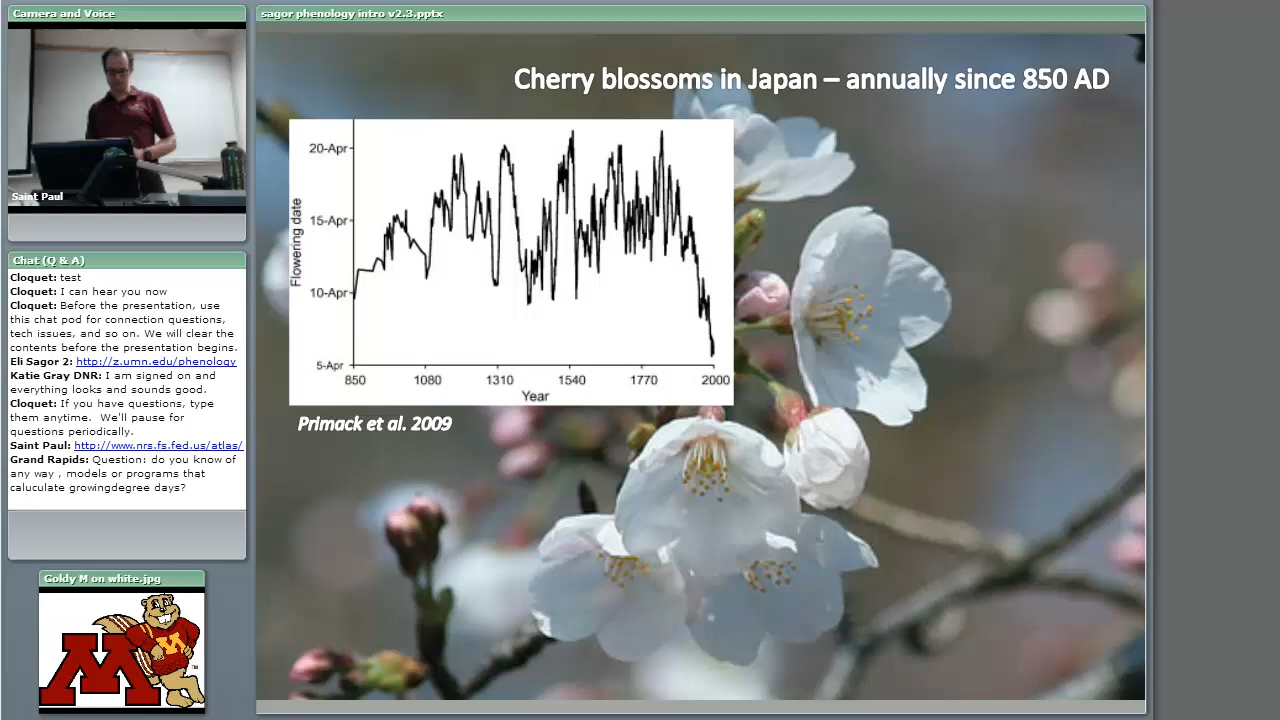 Camera and Voice
Saint Paul
Chat (Q & A)
Cloquet: test
Cloquet: I can hear you now
Cloquet: Before the presentation, use
this chat pod for connection questions,
tech issues, and so on. We will clear the
contents before the presentation begins.
Eli Sagor 2: http://z.umn.edu/phenology
Katie Gray DNR: I am signed on and
everything looks and sounds good.
Cloquet: If you have questions, type
them anytime. We'll pause for
questions periodically.
Saint Paul: http://www.nrs.fs.fed.us/atlas/
Grand Rapids: Question: do you know of
any way , models or programs that
caluculate growingdegree days?
Goldy M on white.jpg
M
M
TM
sagor phenology intro v2.3.pptx
Cherry blossoms in Japan – annually since 850 AD
Flowering date
20-Apr
15-Apr
10-Apr
5-Apr
850 1080 1310 1540 1770 2000
Year
Primack et al. 2009